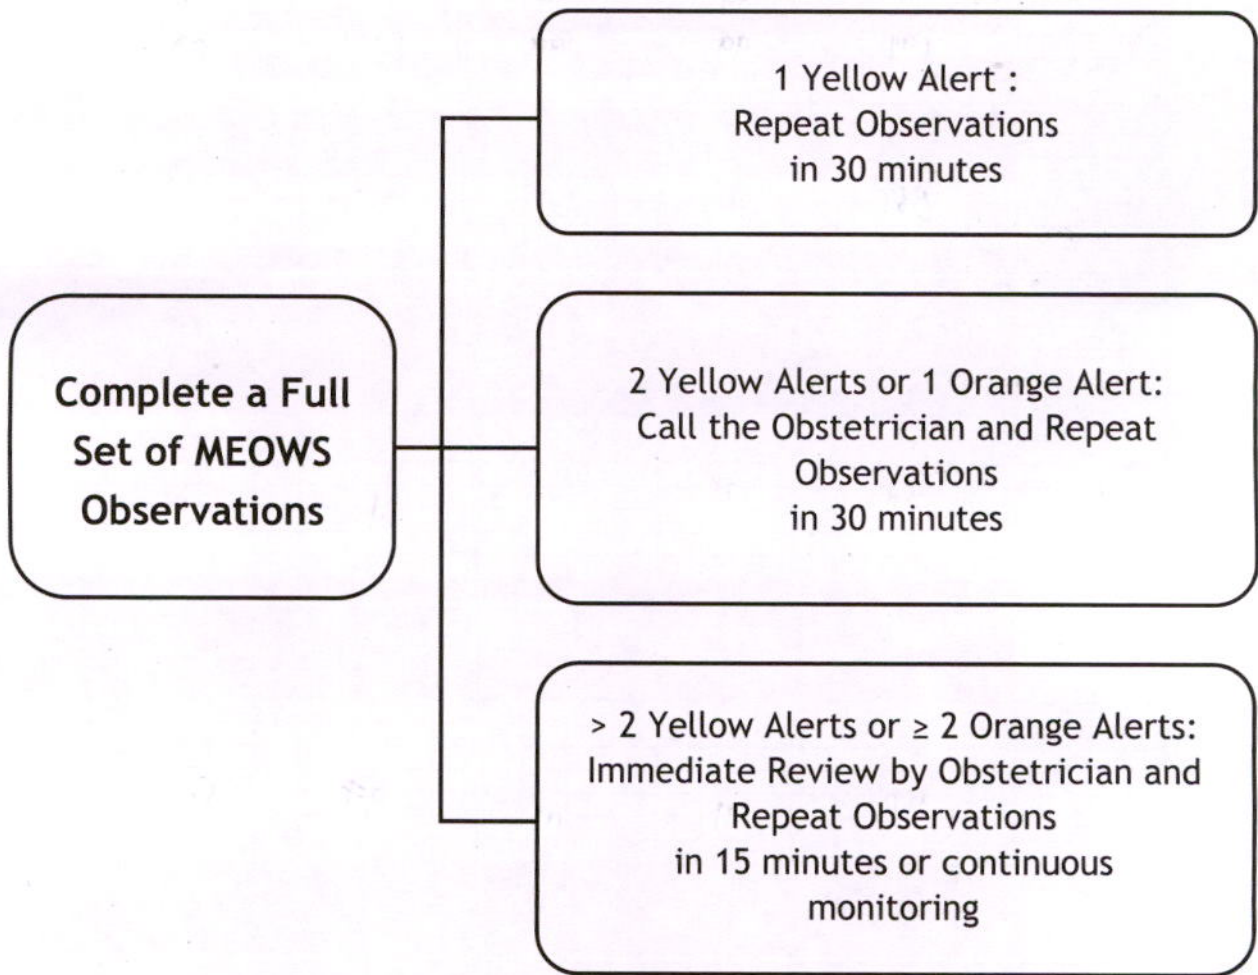 Complete a Full
Set of MEOWS
Observations
1 Yellow Alert :
Repeat Observations
in 30 minutes
2 Yellow Alerts or 1 Orange Alert:
Call the Obstetrician and Repeat
Observations
in 30 minutes
> 2 Yellow Alerts or ≥ 2 Orange Alerts:
Immediate Review by Obstetrician and
Repeat Observations
in 15 minutes or continuous
monitoring